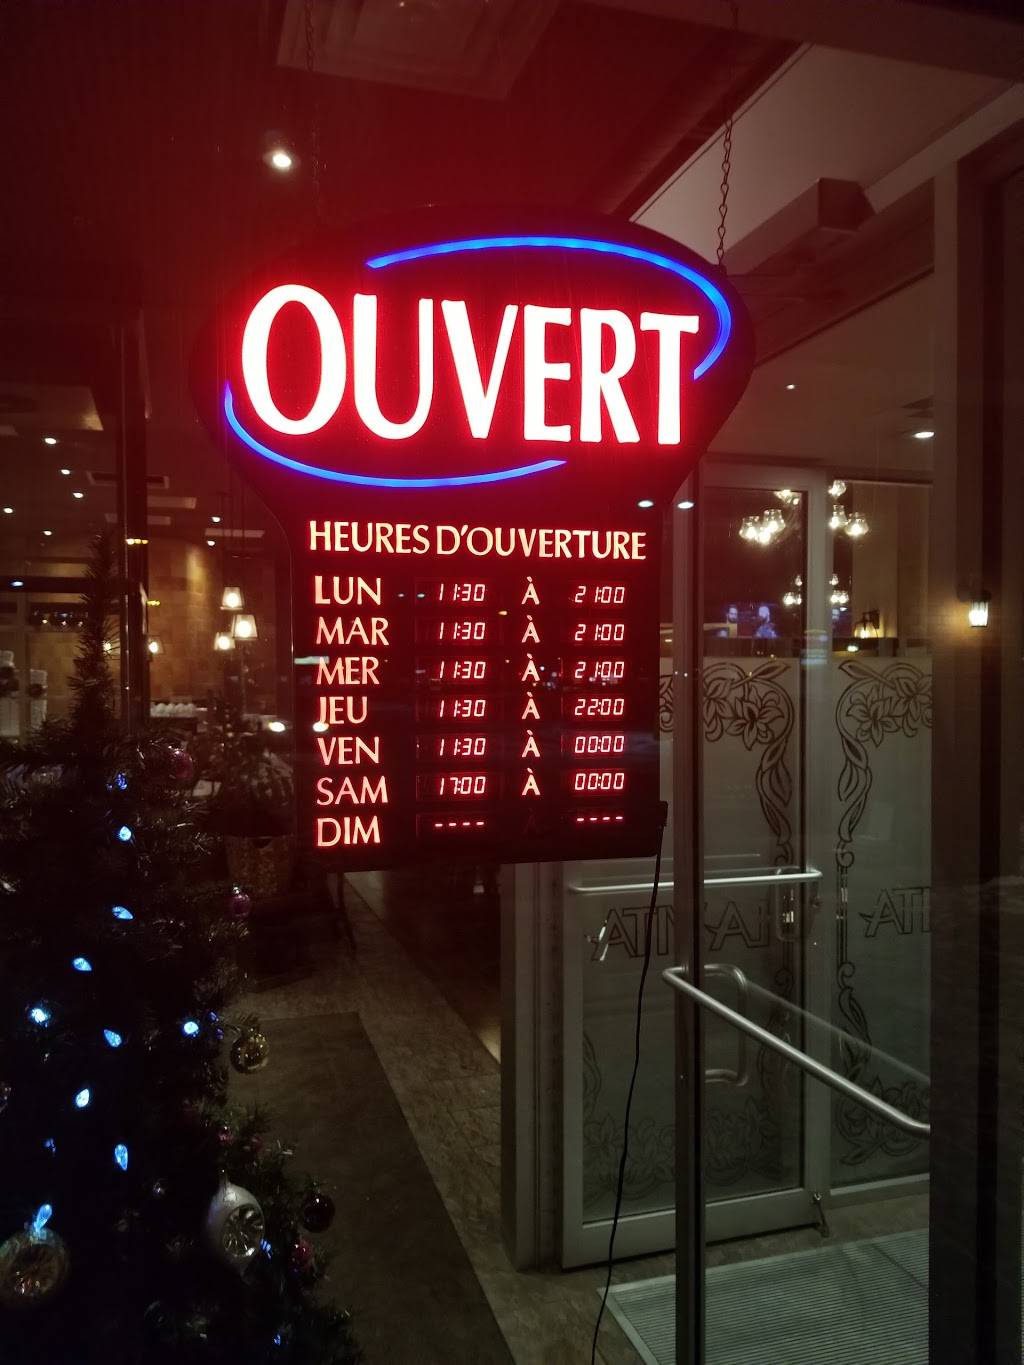 OUVERT
HEURES D'OUVERTURE
LUN 11:30 À 21:00
MAR 11:30 À 21:00
MER 11:30 À 21:00
JEU 11:30 À 22:00
VEN 11:30 À 00:00
SAM 17:00 À 00:00
DIM ---- ----